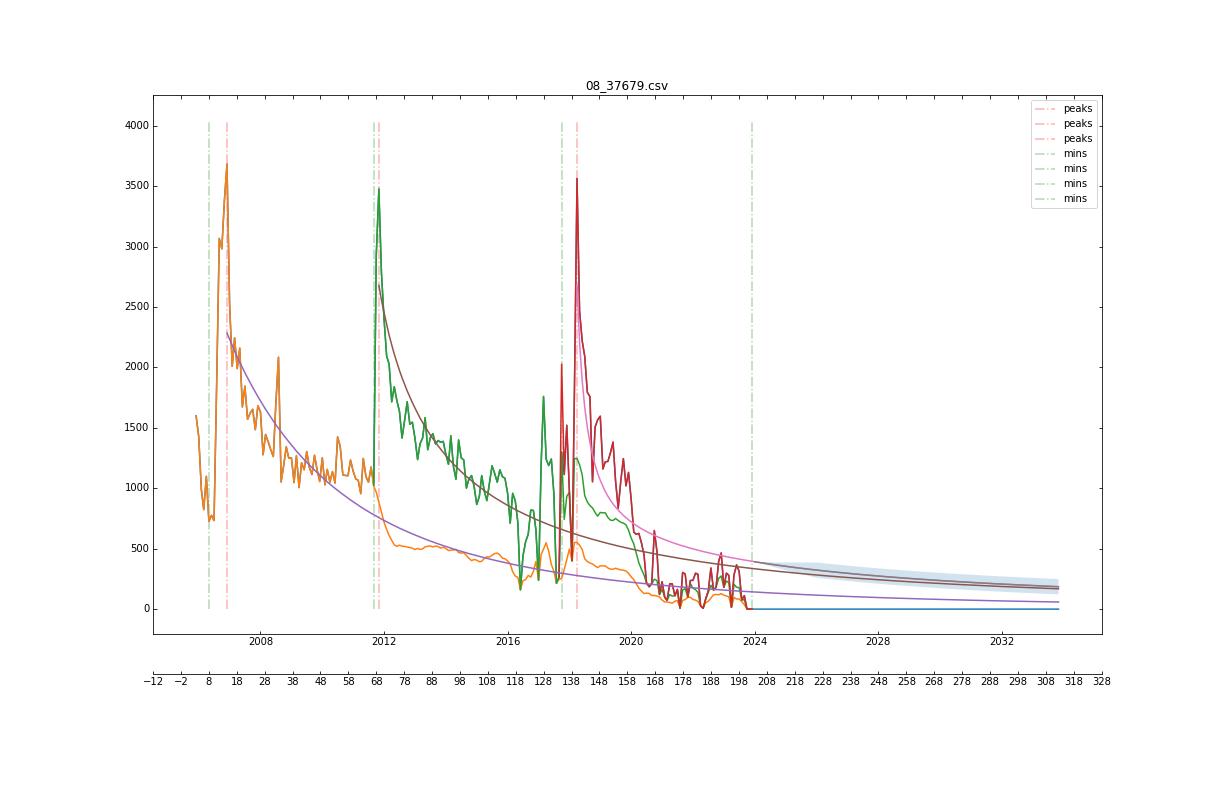 08_37679.csv
peaks
peaks
peaks
mins
mins
mins
mins
4000
3500
3000
2500
2000
1500
1000
500
0
2008 2012 2016 2020 2024 2028 2032
−12 −2 8 18 28 38 48 58 68 78 88 98 108 118 128 138 148 158 168 178 188 198 208 218 228 238 248 258 268 278 288 298 308 318 328